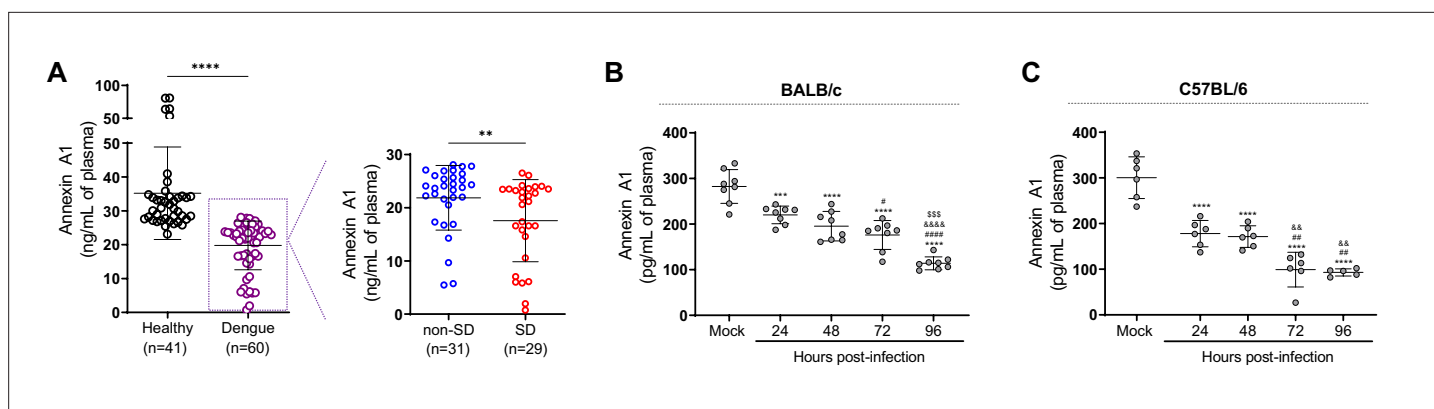 A
****
100
50
50
40
30
20
10
0
Annexin A1
(ng/mL of plasma)
Healthy
(n=41)
Dengue
(n=60)
**
30
20
10
0
Annexin A1
(ng/mL of plasma)
non-SD
(n=31)
SD
(n=29)
B
BALB/c
400
300
200
100
0
Annexin A1
(pg/mL of plasma)
***
****
#
****
$$$
&&&&
####
****
Mock
24
48
72
96
Hours post-infection
C
C57BL/6
400
300
200
100
0
Annexin A1
(pg/mL of plasma)
****
****
&&
##
****
&&
##
****
Mock
24
48
72
96
Hours post-infection